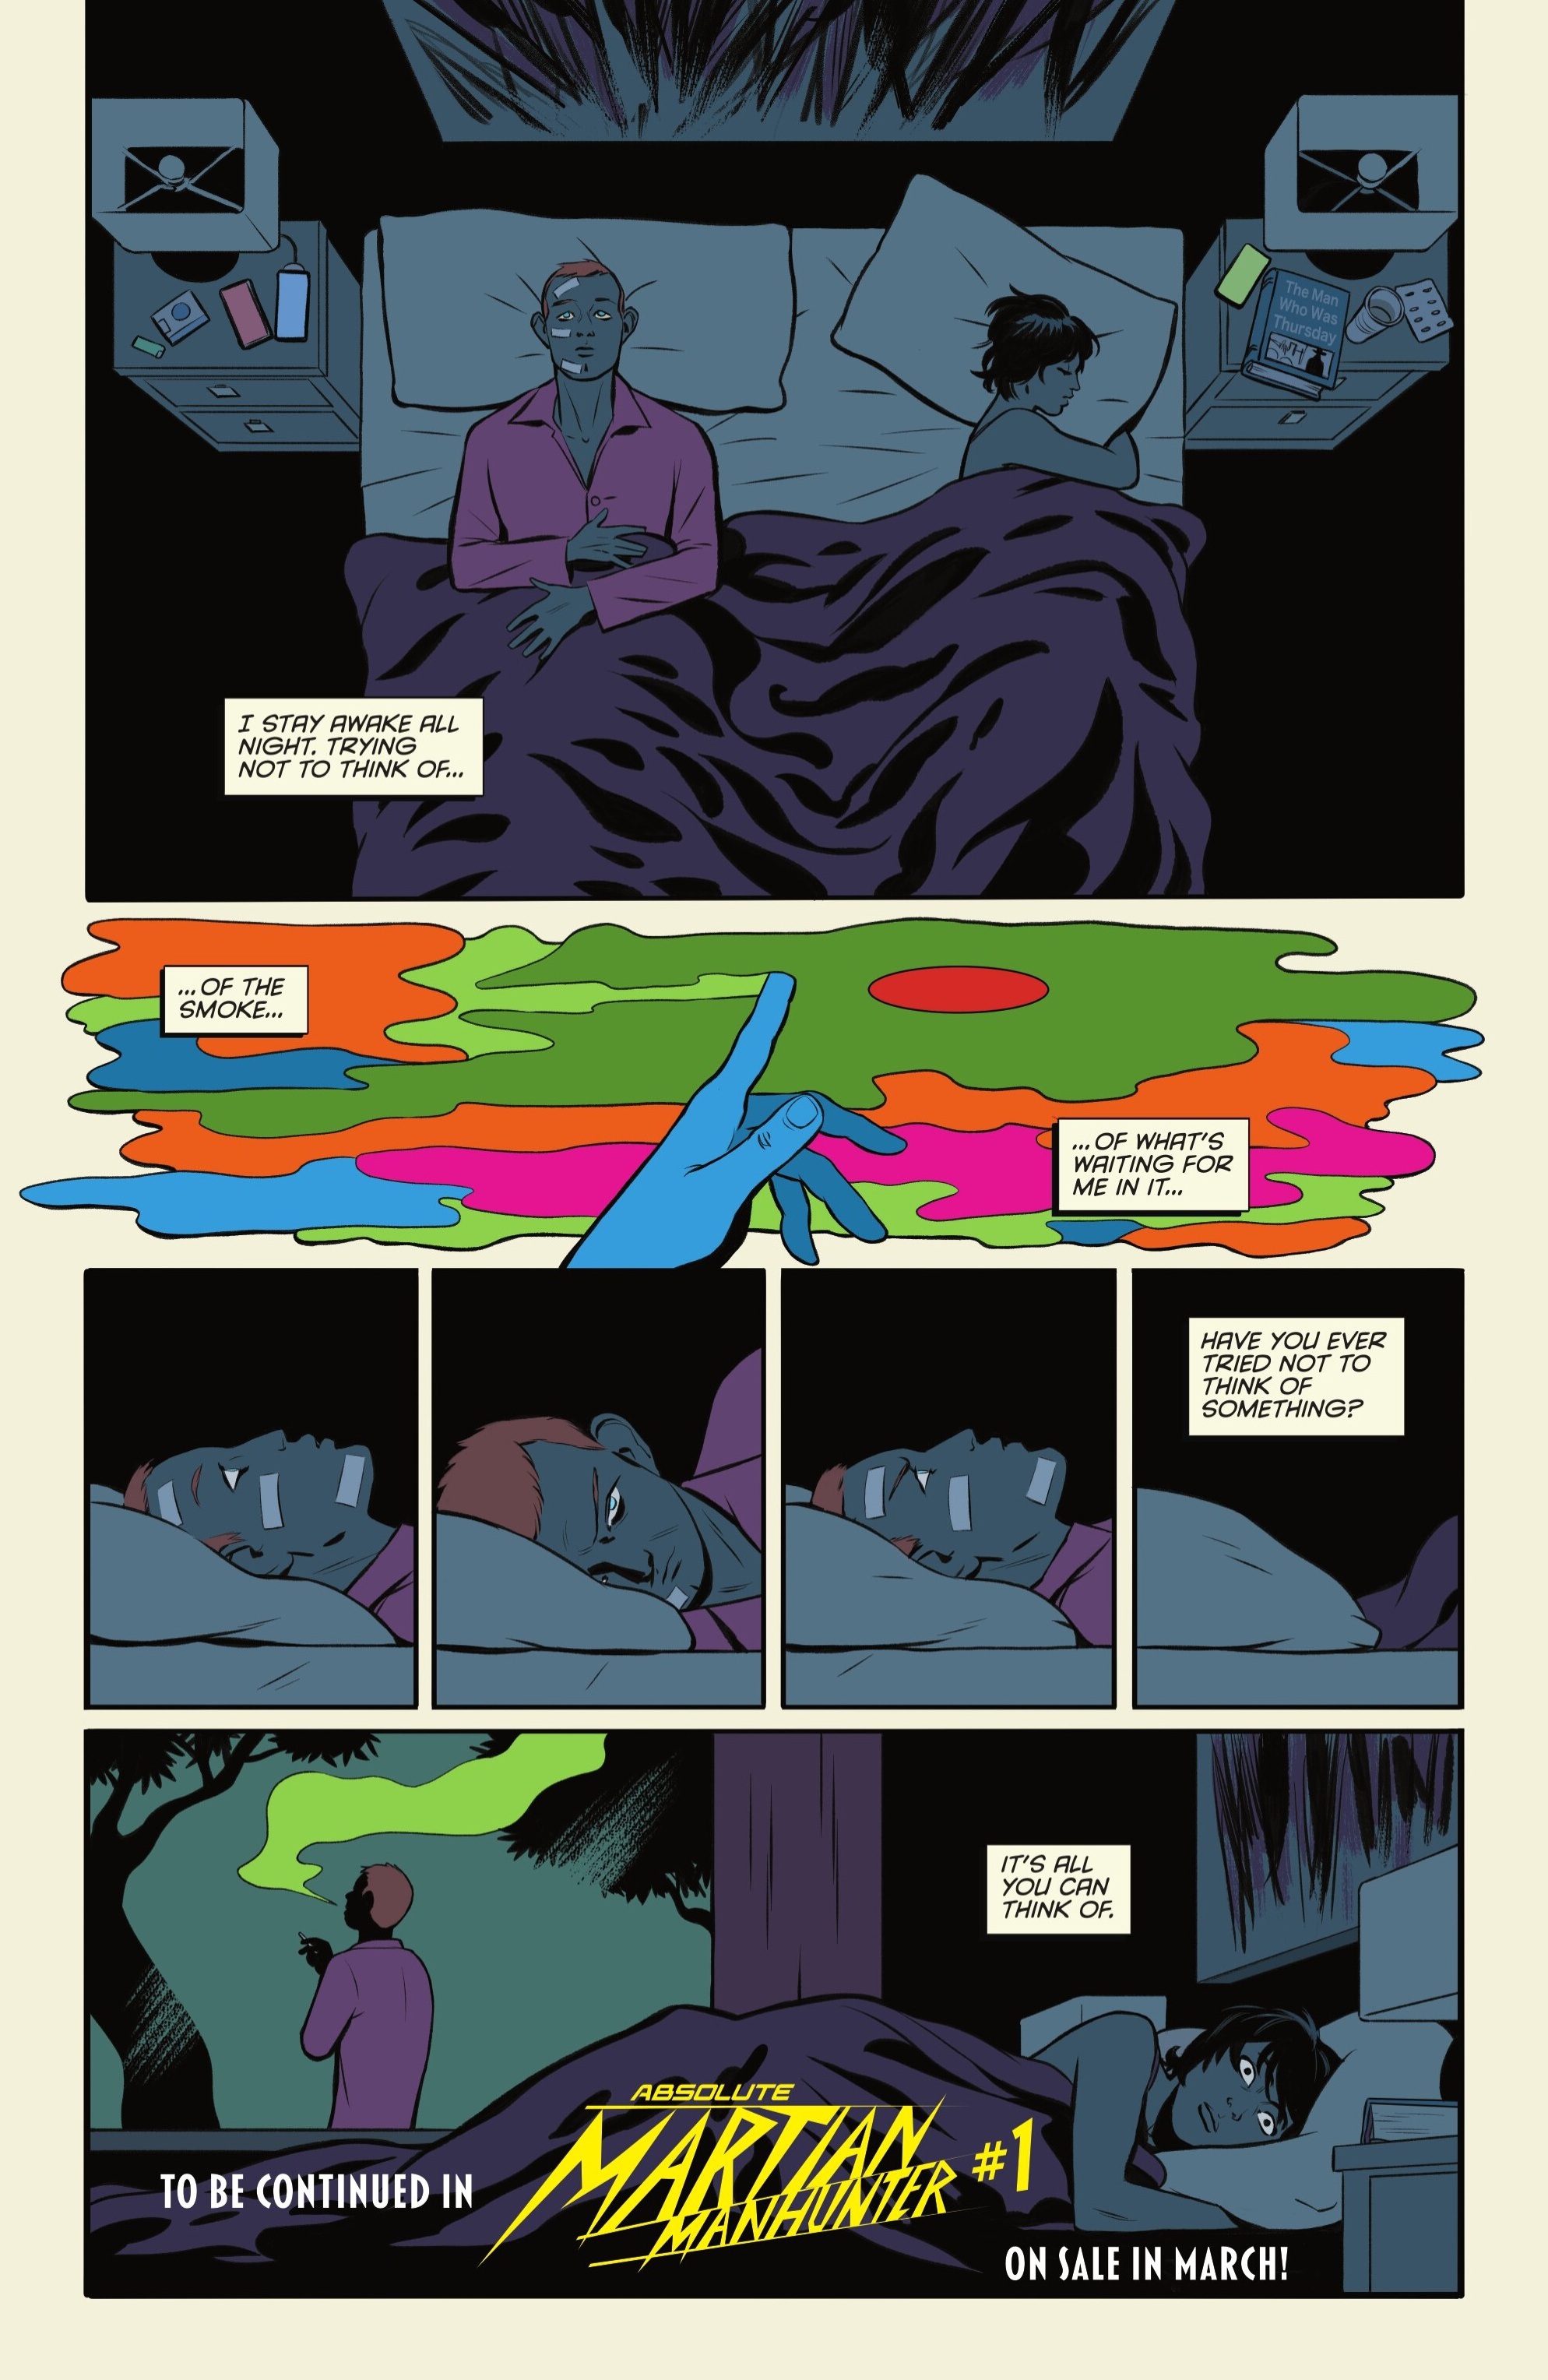 The Man
Who Was
Thursday
I STAY AWAKE ALL
NIGHT. TRYING
NOT TO THINK OF...
...OF THE
SMOKE...
...OF WHAT'S
WAITING FOR
ME IN IT...
HAVE YOU EVER
TRIED NOT TO
THINK OF
SOMETHING?
IT'S ALL
YOU CAN
THINK OF.
TO BE CONTINUED IN
ABSOLUTE
MARTIAN
MANHUNTER
#1
ON SALE IN MARCH!